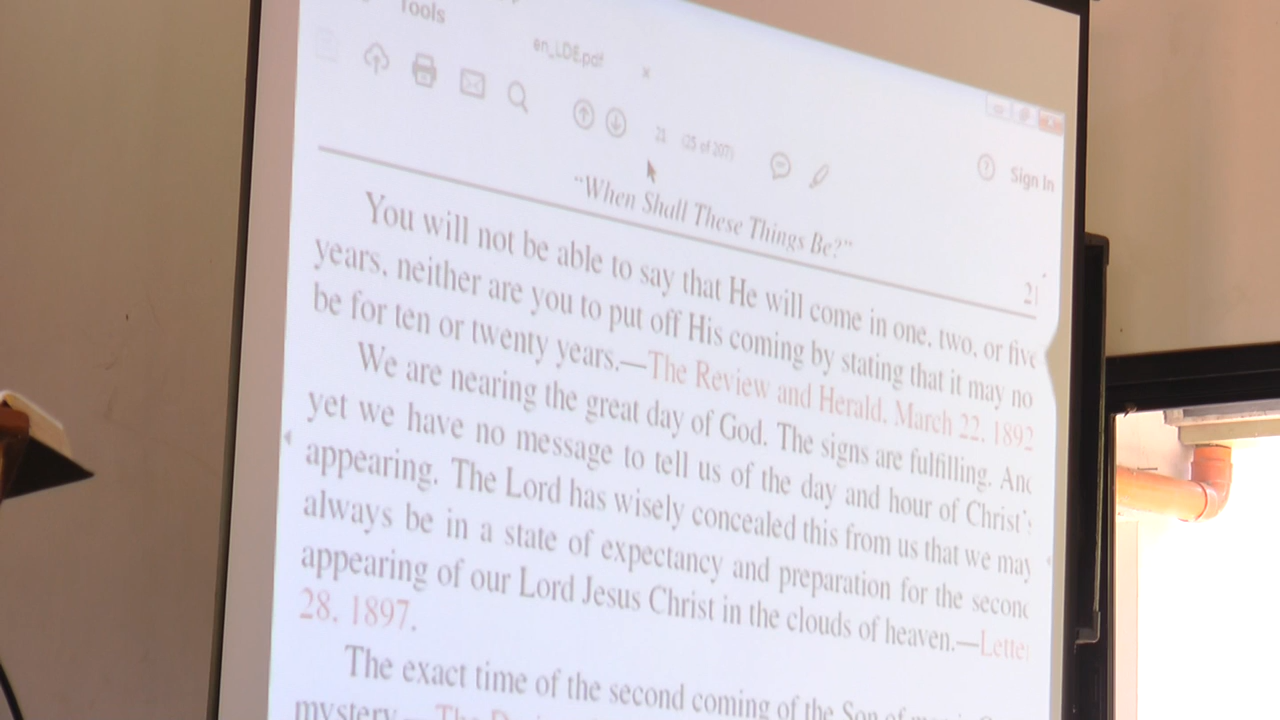 Tools
en_LDE.pdf
21 (25 of 207)
Sign In
"When Shall These Things Be?"
21
You will not be able to say that He will come in one, two, or five
years, neither are you to put off His coming by stating that it may no
be for ten or twenty years.—The Review and Herald, March 22, 1892
We are nearing the great day of God. The signs are fulfilling. And
yet we have no message to tell us of the day and hour of Christ's
appearing. The Lord has wisely concealed this from us that we may
always be in a state of expectancy and preparation for the second
appearing of our Lord Jesus Christ in the clouds of heaven.—Letter
28, 1897.
The exact time of the second coming of the Son of man is
mystery.—The